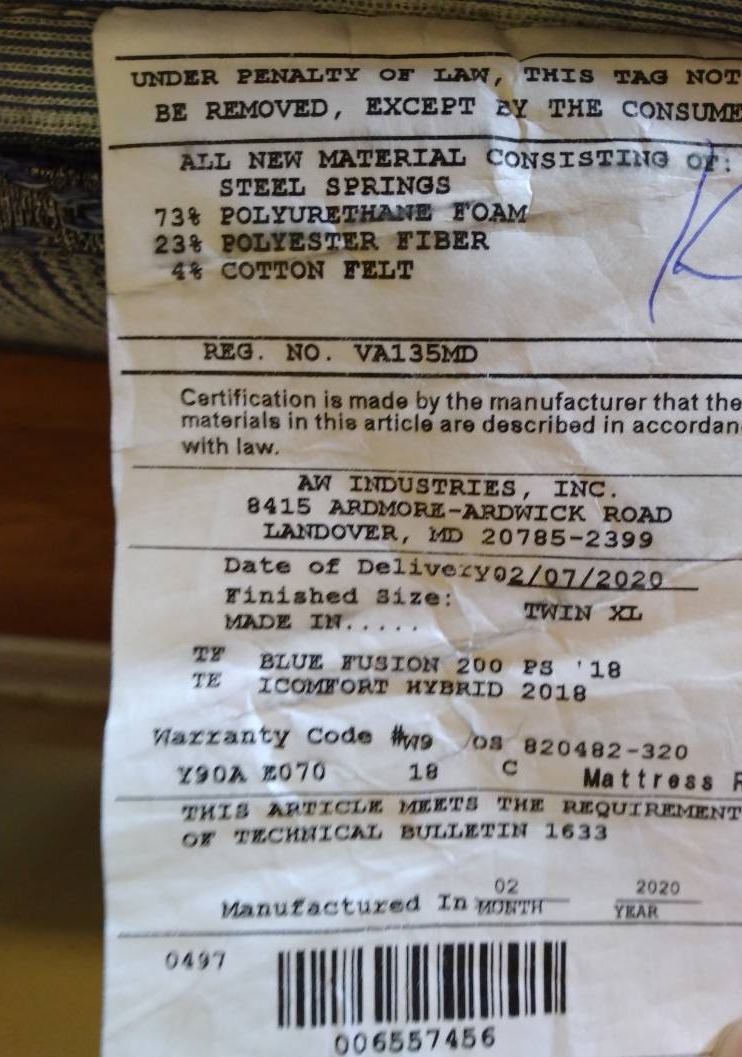 UNDER PENALTY OF LAW, THIS TAG NOT
BE REMOVED, EXCEPT BY THE CONSUME
ALL NEW MATERIAL CONSISTING OF:
STEEL SPRINGS
73% POLYURETHANE FOAM
23% POLYESTER FIBER
4% COTTON FELT
REG. NO. VA135MD
Certification is made by the manufacturer that the
materials in this article are described in accordan
with law.
AW INDUSTRIES, INC.
8415 ARDMORE-ARDWICK ROAD
LANDOVER, MD 20785-2399
Date of Delivery 02/07/2020
Finished Size: TWIN XL
MADE IN.....
TF BLUE FUSION 200 PS '18
TE ICOMFORT HYBRID 2018
Warranty Code #W9 OS 820482-320
Y90A E070 18 C Mattress
THIS ARTICLE MEETS THE REQUIREMENT
OF TECHNICAL BULLETIN 1633
Manufactured In 02 2020
MONTH YEAR
0497
006557456